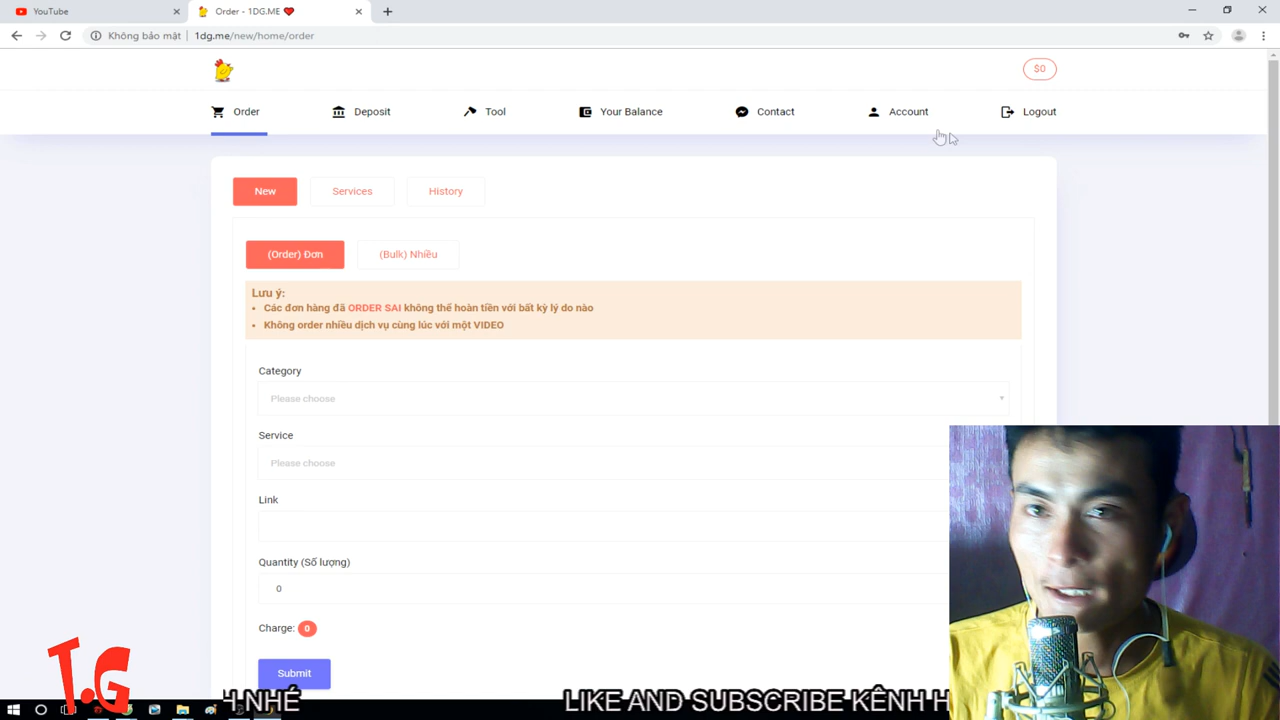 YouTube
Order - 1DG.ME ❤
Không bảo mật | 1dg.me/new/home/order
$0
Order
Deposit
Tool
Your Balance
Contact
Account
Logout
New
Services
History
(Order) Đơn
(Bulk) Nhiều
Lưu ý:
• Các đơn hàng đã ORDER SAI không thể hoàn tiền với bất kỳ lý do nào
• Không order nhiều dịch vụ cùng lúc với một VIDEO
Category
Please choose
Service
Please choose
Link
Quantity (Số lượng)
0
Charge: 0
Submit
T.G
H NHÉ
LIKE AND SUBSCRIBE KÊNH H